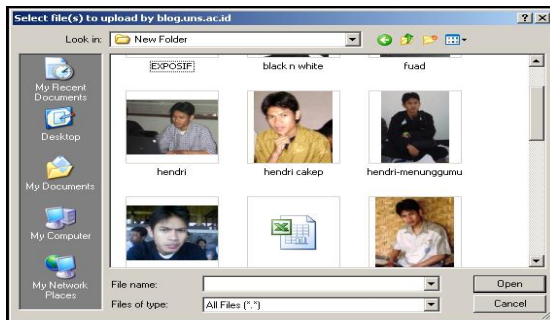 Select file(s) to upload by blog.uns.ac.id
Look in: New Folder
EXPOSIF black n white fuad
My Recent Documents
Desktop
hendri hendri cakep hendri-menunggumu
My Documents
My Computer
My Network Places
File name:
Open
Files of type: All Files (*.*)
Cancel